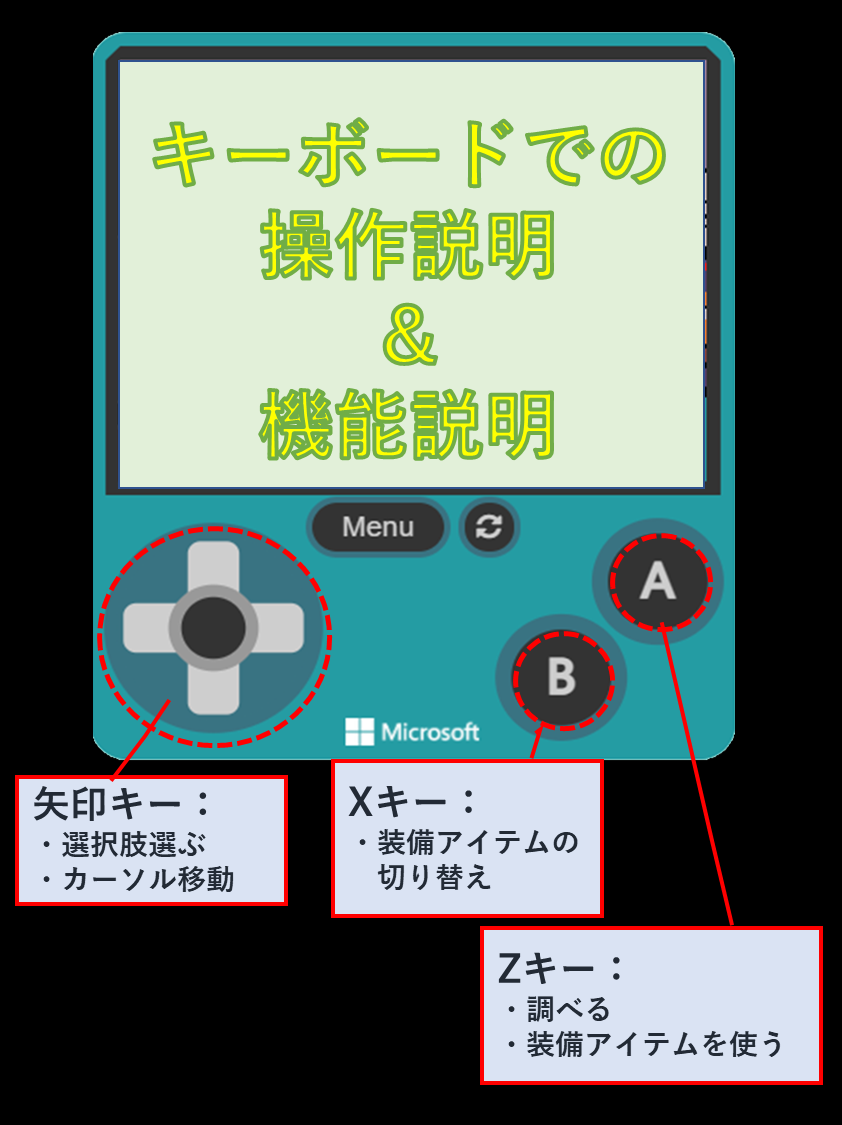 キーボードでの
操作説明
&
機能説明
Menu
A
B
Microsoft
矢印キー：
・選択肢選ぶ
・カーソル移動
Xキー：
・装備アイテムの
切り替え
Zキー：
・調べる
・装備アイテムを使う